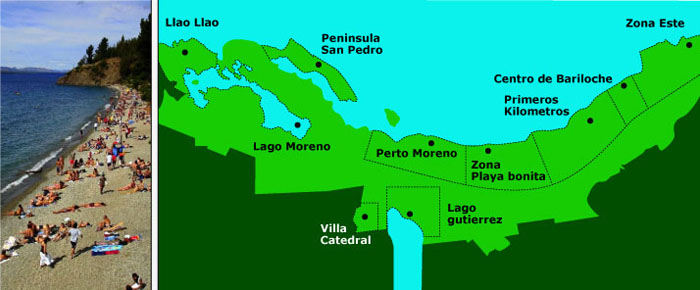 Llao Llao
Peninsula
San Pedro
Zona Este
Centro de Bariloche
Primeros
Kilometros
Lago Moreno
Perto Moreno
Zona
Playa bonita
Villa
Catedral
Lago
gutierrez